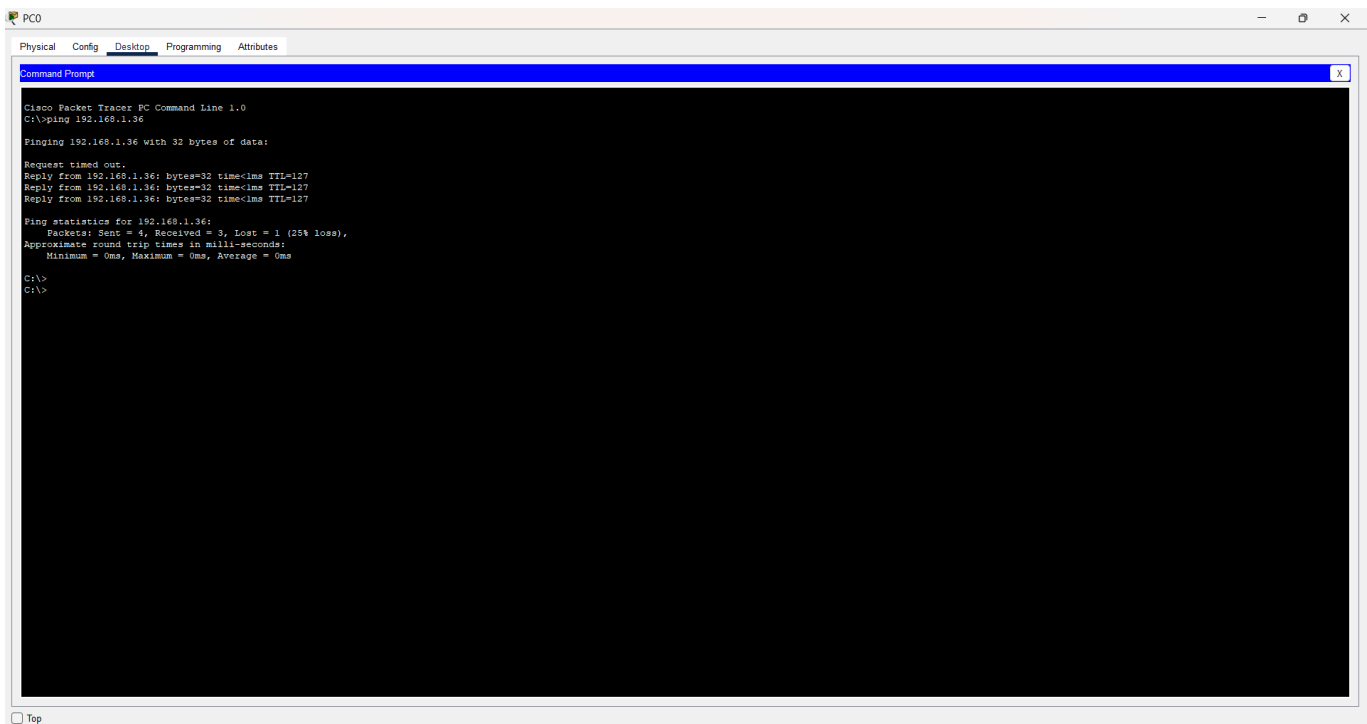 PC0
Physical Config Desktop Programming Attributes
Command Prompt
X
Cisco Packet Tracer PC Command Line 1.0
C:\>ping 192.168.1.36
Pinging 192.168.1.36 with 32 bytes of data:
Request timed out.
Reply from 192.168.1.36: bytes=32 time<1ms TTL=127
Reply from 192.168.1.36: bytes=32 time<1ms TTL=127
Reply from 192.168.1.36: bytes=32 time<1ms TTL=127
Ping statistics for 192.168.1.36:
Packets: Sent = 4, Received = 3, Lost = 1 (25% loss),
Approximate round trip times in milli-seconds:
Minimum = 0ms, Maximum = 0ms, Average = 0ms
C:\>
C:\>
Top